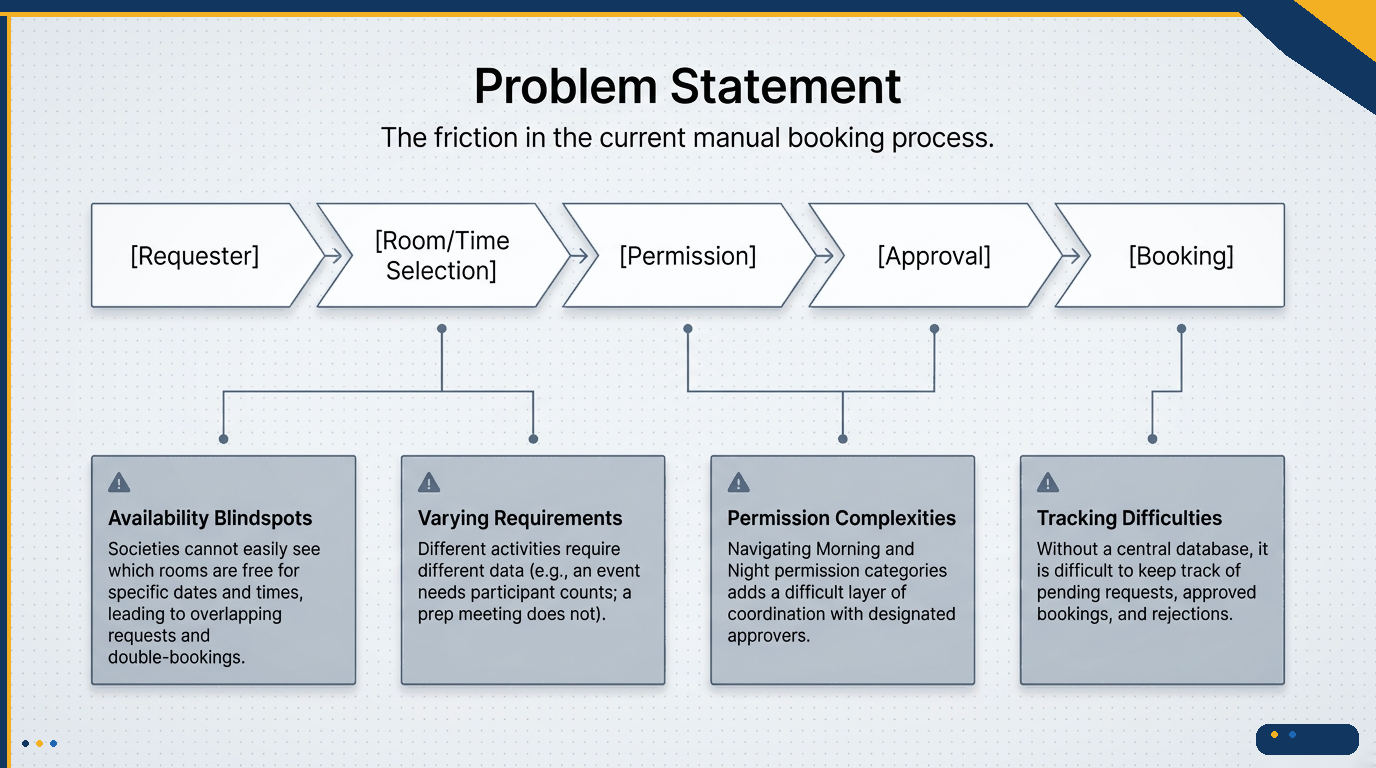 Problem Statement
The friction in the current manual booking process.
[Requester]
[Room/Time
Selection]
[Permission]
[Approval]
[Booking]
Availability Blindspots
Societies cannot easily see
which rooms are free for
specific dates and times,
leading to overlapping
requests and
double-bookings.
Varying Requirements
Different activities require
different data (e.g., an event
needs participant counts; a
prep meeting does not).
Permission Complexities
Navigating Morning and
Night permission categories
adds a difficult layer of
coordination with designated
approvers.
Tracking Difficulties
Without a central database, it
is difficult to keep track of
pending requests, approved
bookings, and rejections.